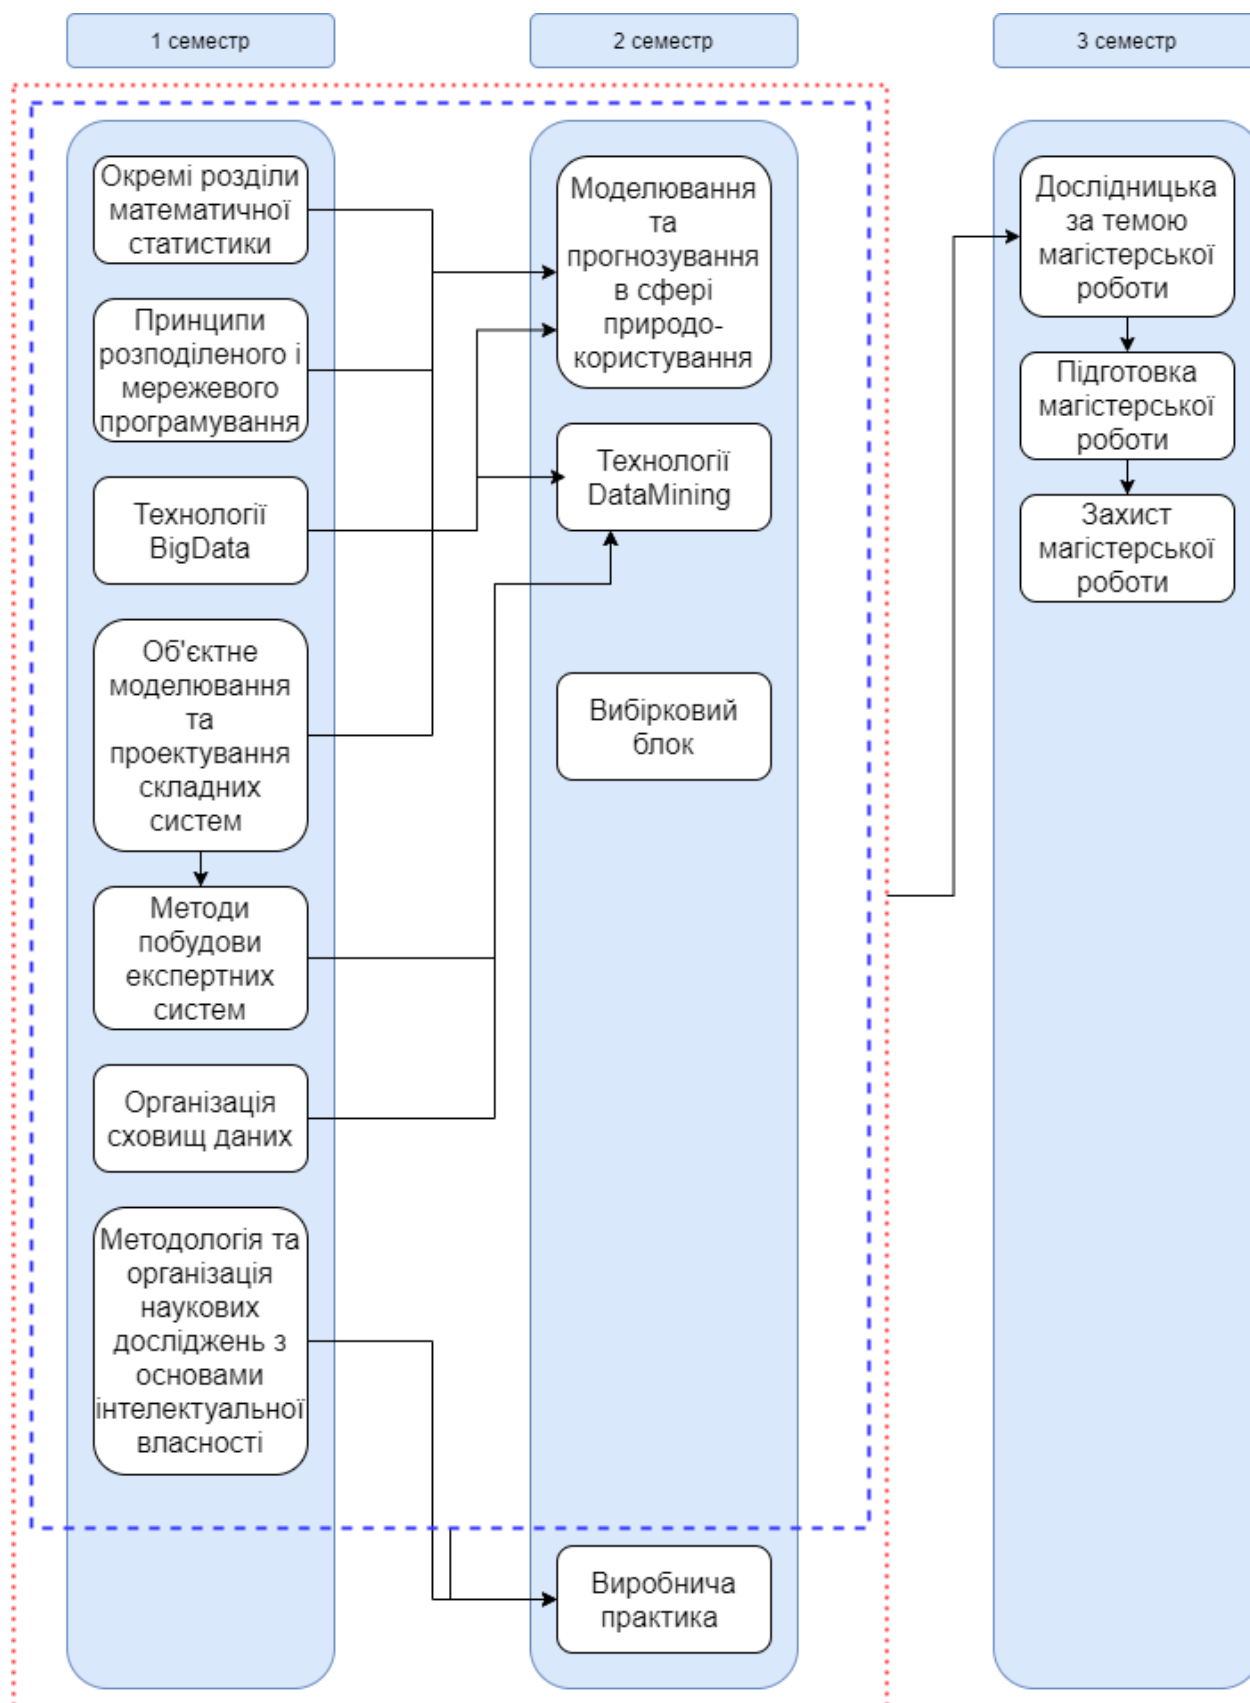 1 семестр
2 семестр
3 семестр
Окремі розділи
математичної
статистики
Принципи
розподіленого і
мережевого
програмування
Технології
BigData
Об'єктне
моделювання
та
проектування
складних
систем
Методи
побудови
експертних
систем
Організація
сховищ даних
Методологія та
організація
наукових
досліджень з
основами
інтелектуальної
власності
Моделювання
та
прогнозування
в сфері
природо-
користування
Технології
DataMining
Вибірковий
блок
Виробнича
практика
Дослідницька
за темою
магістерської
роботи
Підготовка
магістерської
роботи
Захист
магістерської
роботи